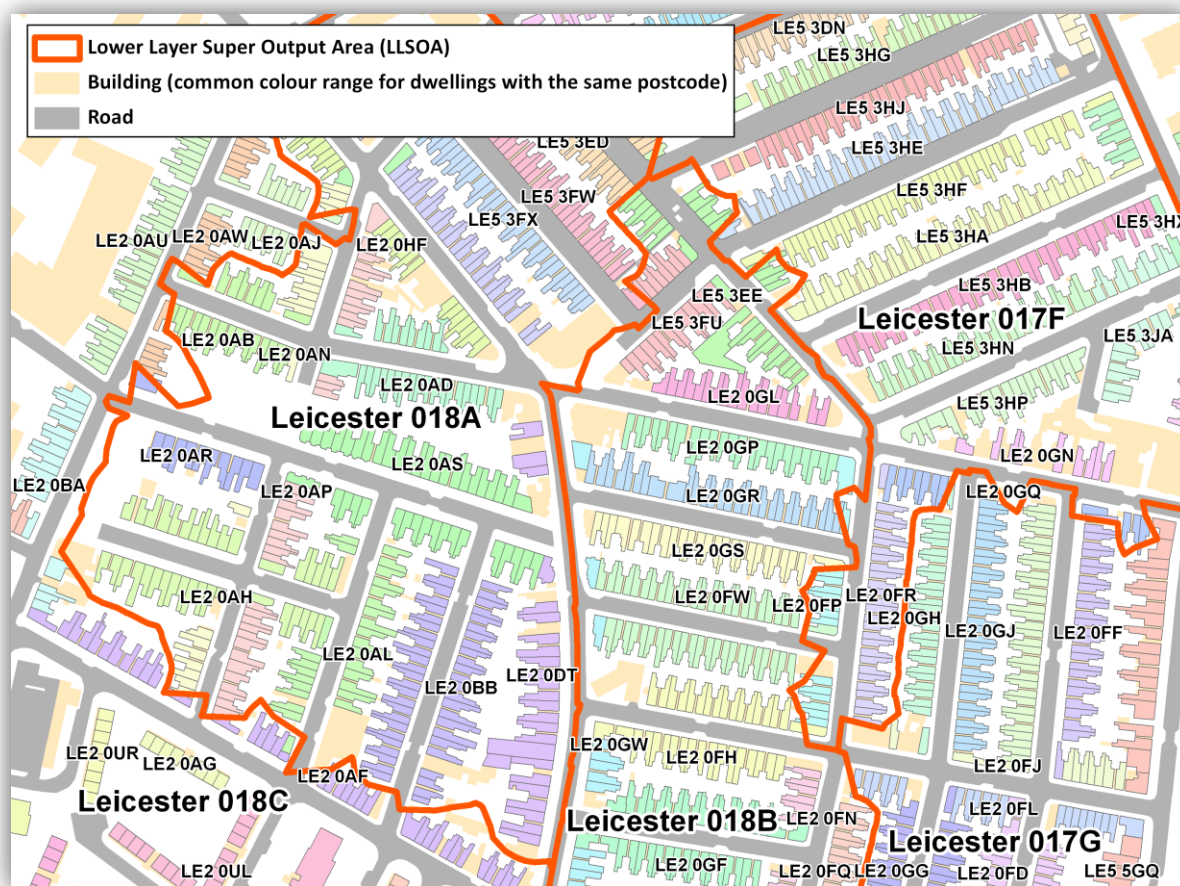 Lower Layer Super Output Area (LLSOA)
Building (common colour range for dwellings with the same postcode)
Road
LE5 3DN
LE5 3HG
LE5 3HJ
LE5 3ED
LE5 3HE
LE5 3FW
LE5 3HF
LE5 3FX
LE2 0AU
LE2 0AW
LE2 0AJ
LE2 0HF
LE5 3HA
LE5 3HX
LE5 3EE
LE5 3HB
LE5 3FU
Leicester 017F
LE2 0AB
LE2 0AN
LE5 3HN
LE5 3JA
LE2 0AD
LE2 0GL
LE5 3HP
Leicester 018A
LE2 0GP
LE2 0AR
LE2 0AS
LE2 0GN
LE2 0BA
LE2 0AP
LE2 0GR
LE2 0GQ
LE2 0GS
LE2 0AH
LE2 0FW
LE2 0FP
LE2 0FR
LE2 0GH
LE2 0GJ
LE2 0FF
LE2 0AL
LE2 0BB
LE2 0DT
LE2 0UR
LE2 0AG
LE2 0AF
LE2 0GW
LE2 0FH
LE2 0FJ
Leicester 018C
Leicester 018B
LE2 0FN
LE2 0FL
Leicester 017G
LE2 0UL
LE2 0GF
LE2 0FQ
LE2 0GG
LE2 0FD
LE5 5GQ